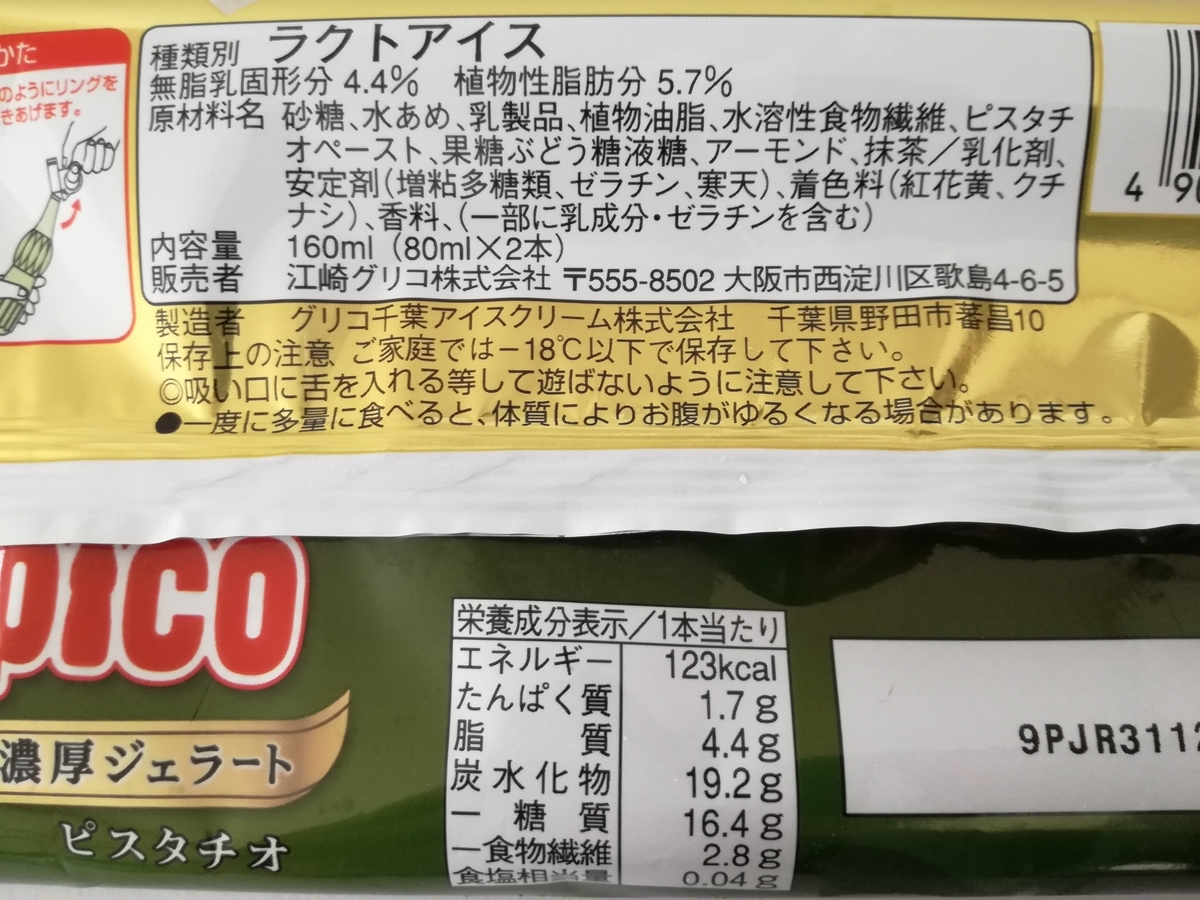 かた
のようにリングを
きあげます。
種類別 ラクトアイス
無脂乳固形分 4.4% 植物性脂肪分 5.7%
原材料名 砂糖、水あめ、乳製品、植物油脂、水溶性食物繊維、ピスタチ
オペースト、果糖ぶどう糖液糖、アーモンド、抹茶/乳化剤、
安定剤(増粘多糖類、ゼラチン、寒天)、着色料(紅花黄、クチ
ナシ)、香料、(一部に乳成分・ゼラチンを含む)
内容量 160ml (80ml×2本)
販売者 江崎グリコ株式会社 〒555-8502 大阪市西淀川区歌島4-6-5
製造者 グリコ千葉アイスクリーム株式会社 千葉県野田市蕃昌10
保存上の注意 ご家庭では-18℃以下で保存して下さい。
◎吸い口に舌を入れる等して遊ばないように注意して下さい。
●一度に多量に食べると、体質によりお腹がゆるくなる場合があります。
4 9
pico
濃厚ジェラート
ピスタチオ
栄養成分表示/1本当たり
エネルギー 123kcal
たんぱく質 1.7g
脂質 4.4g
炭水化物 19.2g
-糖質 16.4g
-食物繊維 2.8g
食塩相当量 0.04g
9PJR3112